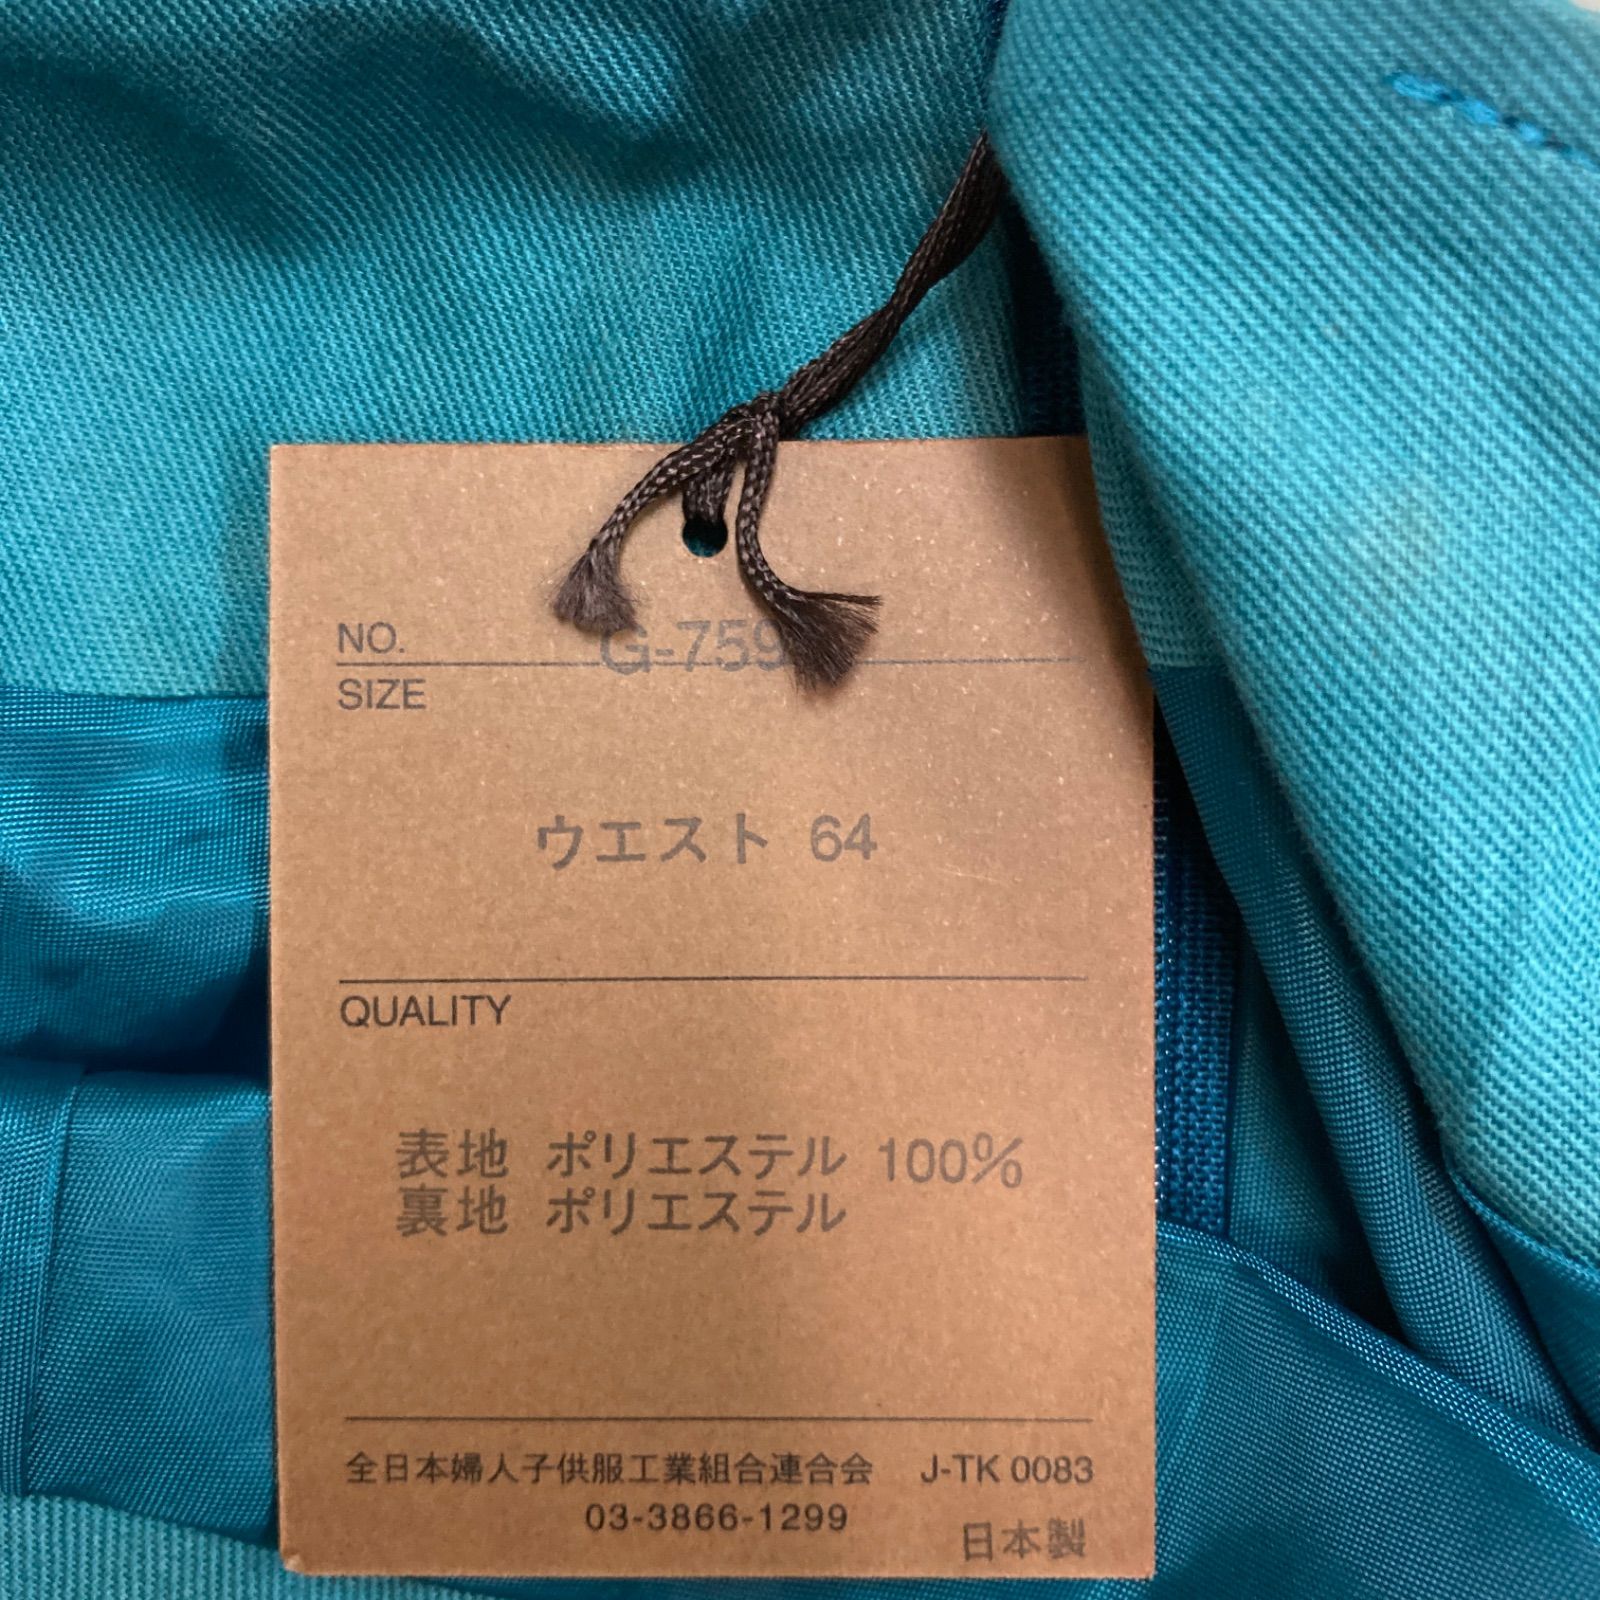 NO. G-759
SIZE
ウエスト 64
QUALITY
表地 ポリエステル 100%
裏地 ポリエステル
全日本婦人子供服工業組合連合会 J-TK 0083
03-3866-1299
日本製